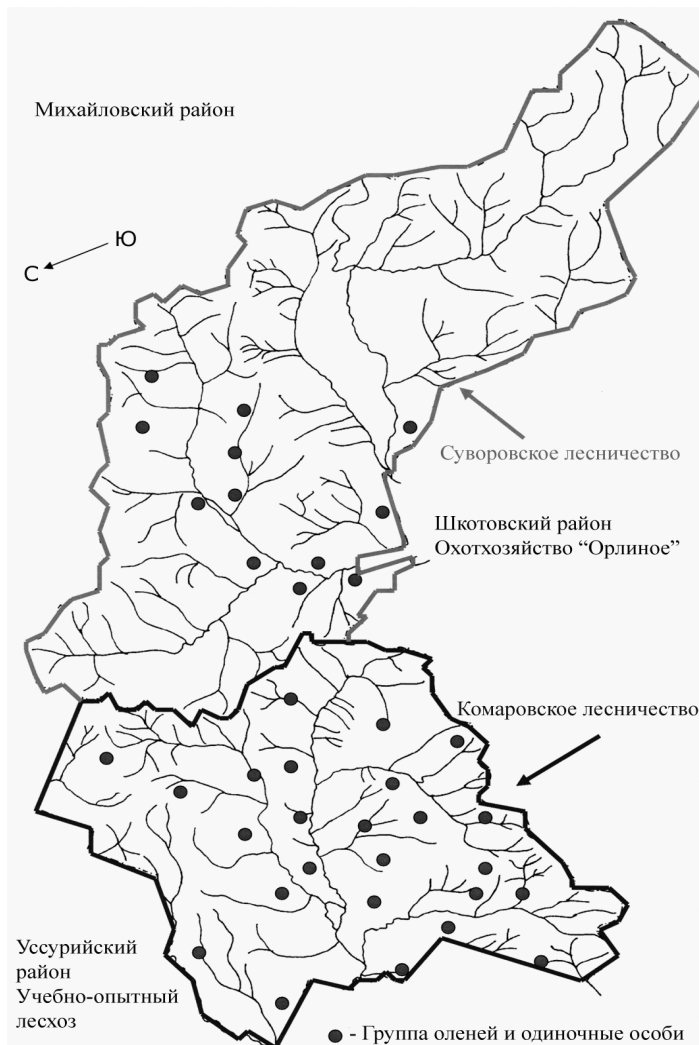 Михайловский район
Ю
С
Суворовское лесничество
Шкотовский район
Охотхозяйство “Орлиное”
Комаровское лесничество
Уссурийский
район
Учебно-опытный
лесхоз
- Группа оленей и одиночные особи